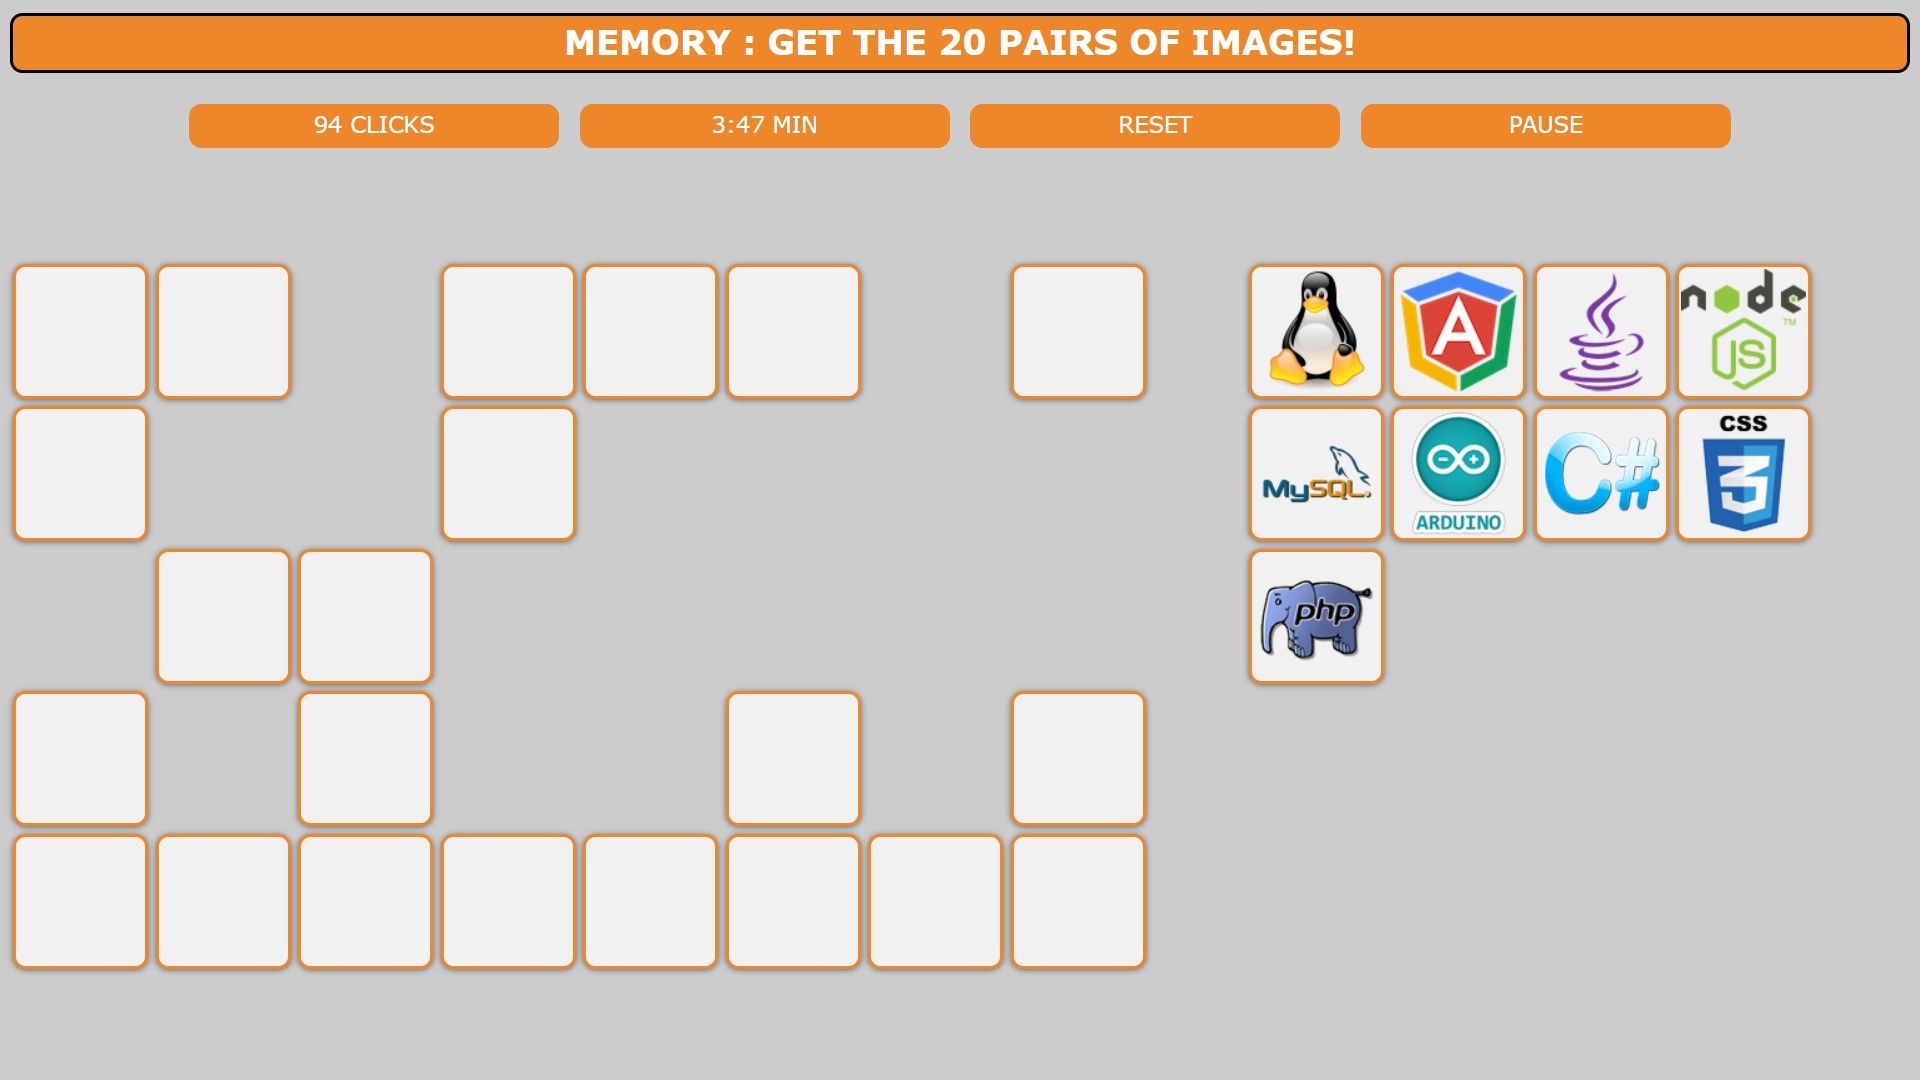 MEMORY : GET THE 20 PAIRS OF IMAGES!
94 CLICKS
3:47 MIN
RESET
PAUSE
A
node
TM
JS
MySQL.
ARDUINO
C#
CSS
3
php